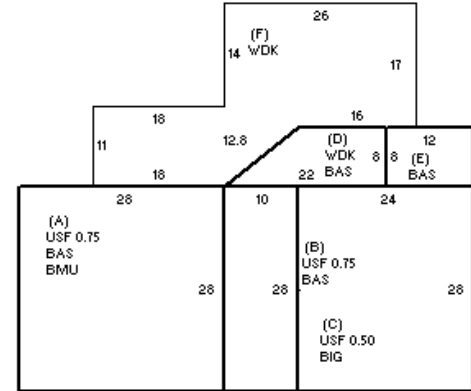 26
(F)
14
WDK
17
18
16
11
12.8
(D)
WDK
8
8
BAS
12
(E)
BAS
18
22
28
10
24
(A)
USF 0.75
BAS
BMU
(B)
USF 0.75
BAS
28
28
28
(C)
USF 0.50
BIG